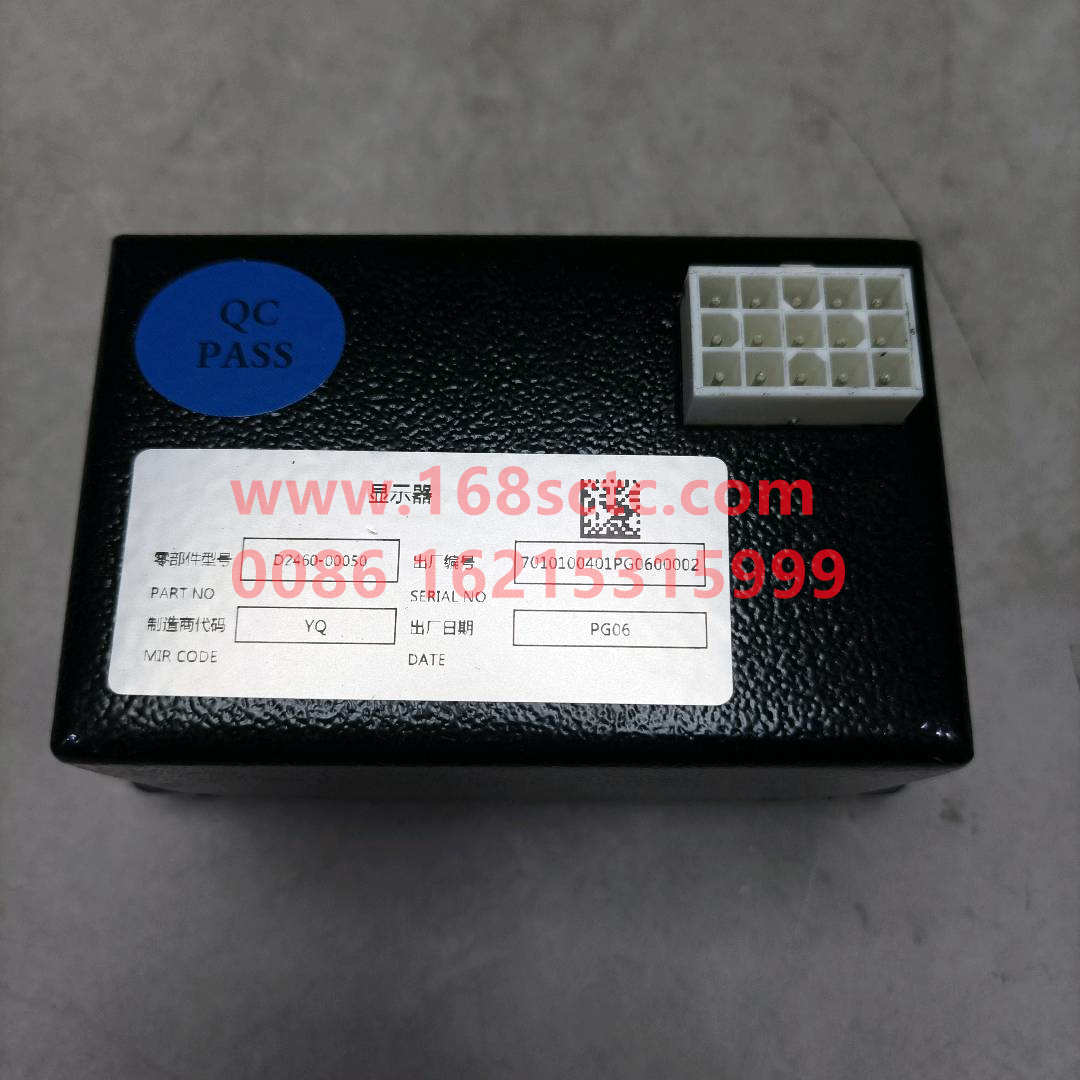 QC
PASS
www.168sctc.com
显示器
零部件型号 D2460-00050 出厂编号 7010100401PG0600002
0086 16215315999
PART NO SERIAL NO
制造商代码 YQ 出厂日期 PG06
MIR CODE DATE